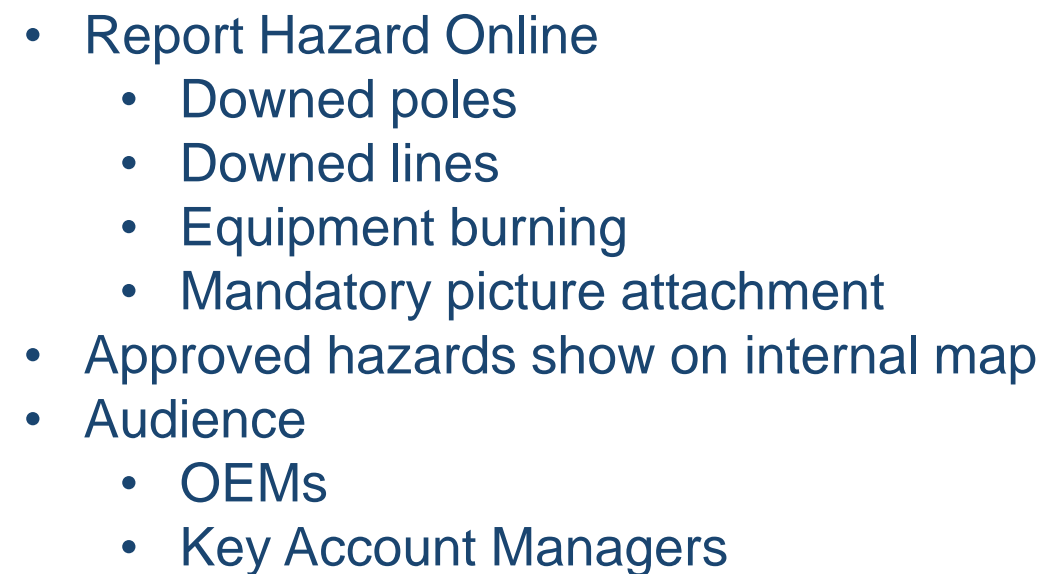 • Report Hazard Online
• Downed poles
• Downed lines
• Equipment burning
• Mandatory picture attachment
• Approved hazards show on internal map
• Audience
• OEMs
• Key Account Managers